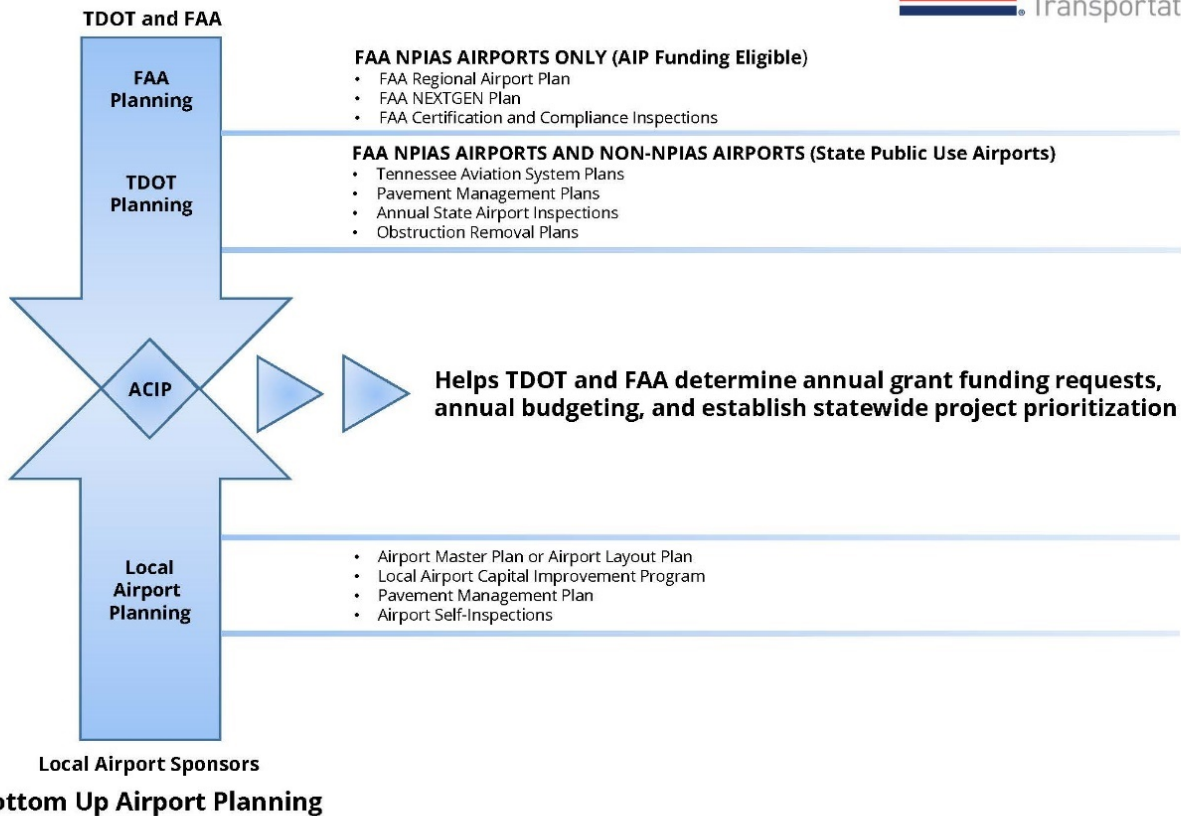 Transportat
TDOT and FAA
FAA
Planning
FAA NPIAS AIRPORTS ONLY (AIP Funding Eligible)
• FAA Regional Airport Plan
• FAA NEXTGEN Plan
• FAA Certification and Compliance Inspections
FAA NPIAS AIRPORTS AND NON-NPIAS AIRPORTS (State Public Use Airports)
TDOT
Planning
• Tennessee Aviation System Plans
• Pavement Management Plans
• Annual State Airport Inspections
• Obstruction Removal Plans
ACIP
Helps TDOT and FAA determine annual grant funding requests,
annual budgeting, and establish statewide project prioritization
Local
Airport
Planning
• Airport Master Plan or Airport Layout Plan
• Local Airport Capital Improvement Program
• Pavement Management Plan
• Airport Self-Inspections
Local Airport Sponsors
ottom Up Airport Planning